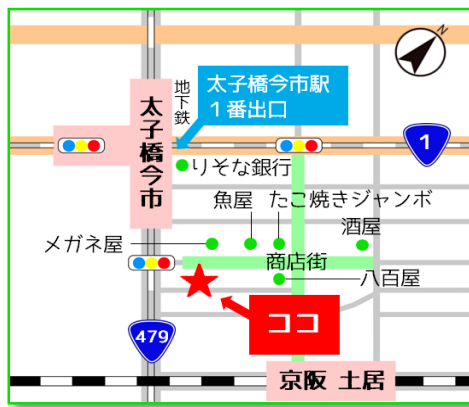 太子橋今市駅
1番出口
地下鉄
太子橋今市
1
りそな銀行
魚屋
たこ焼きジャンボ
メガネ屋
酒屋
商店街
八百屋
ココ
479
京阪 土居